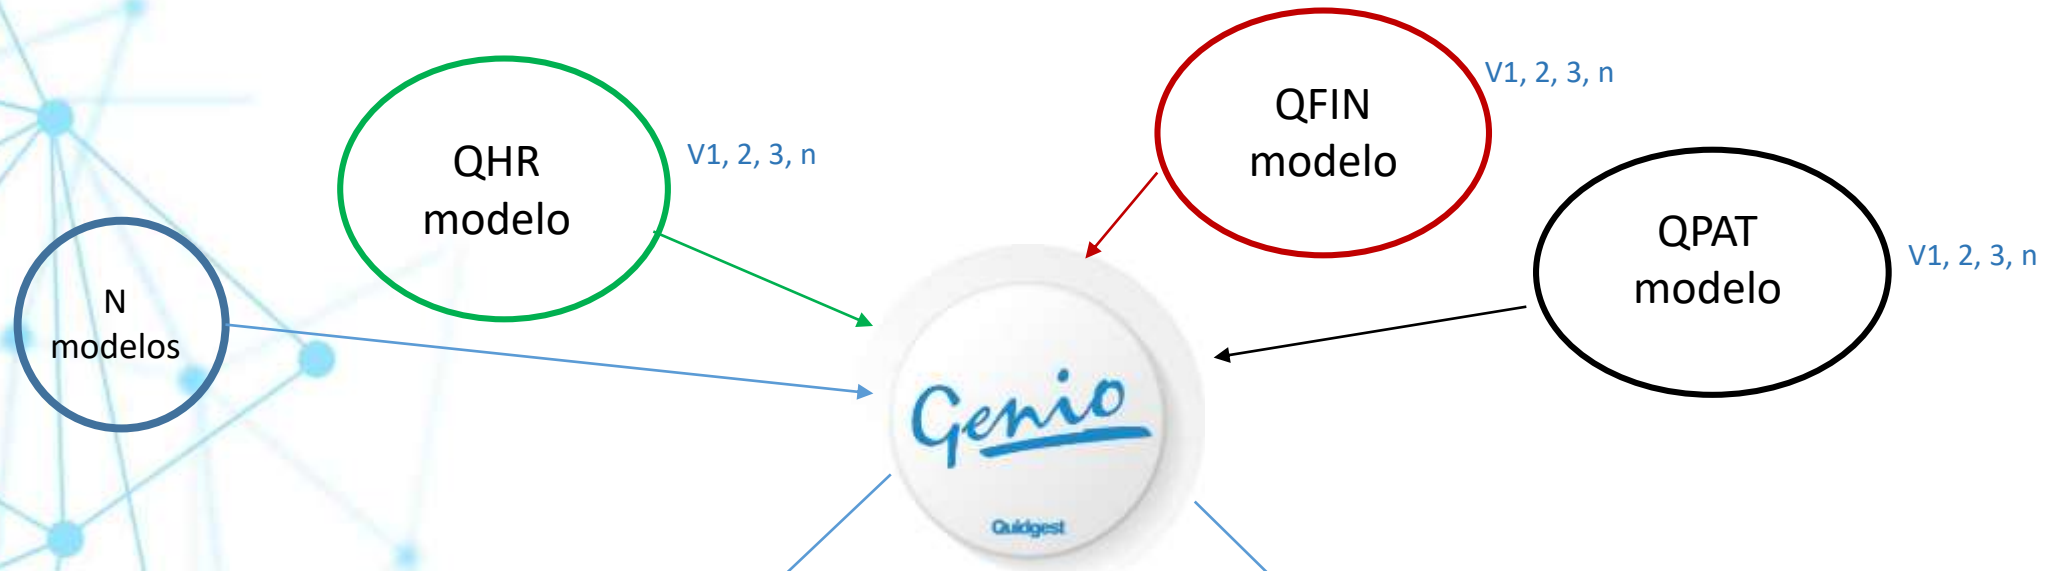 QFIN
modelo
V1, 2, 3, n
QHR
modelo
V1, 2, 3, n
QPAT
modelo
V1, 2, 3, n
N
modelos
Genio
Quidgest